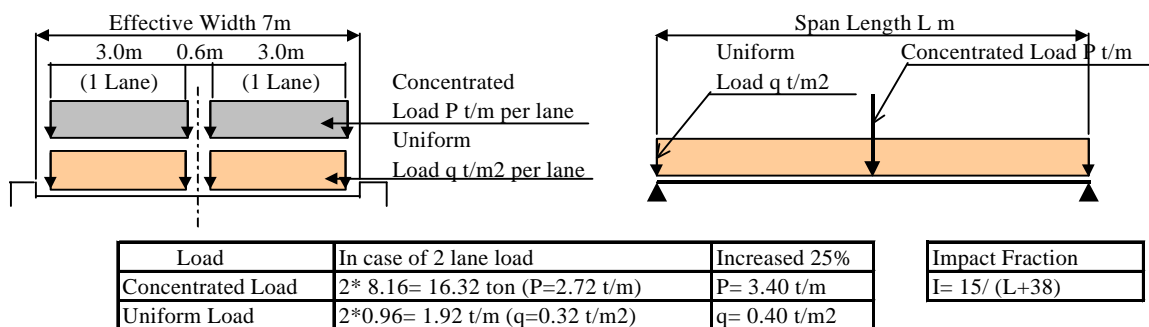 Effective Width 7m
3.0m 0.6m 3.0m
(1 Lane) (1 Lane)
Concentrated
Load P t/m per lane
Uniform
Load q t/m2 per lane
Span Length L m
Uniform
Load q t/m2
Concentrated Load P t/m
Load In case of 2 lane load Increased 25%
Concentrated Load 2* 8.16= 16.32 ton (P=2.72 t/m) P= 3.40 t/m
Uniform Load 2*0.96= 1.92 t/m (q=0.32 t/m2) q= 0.40 t/m2
Impact Fraction
I= 15/ (L+38)